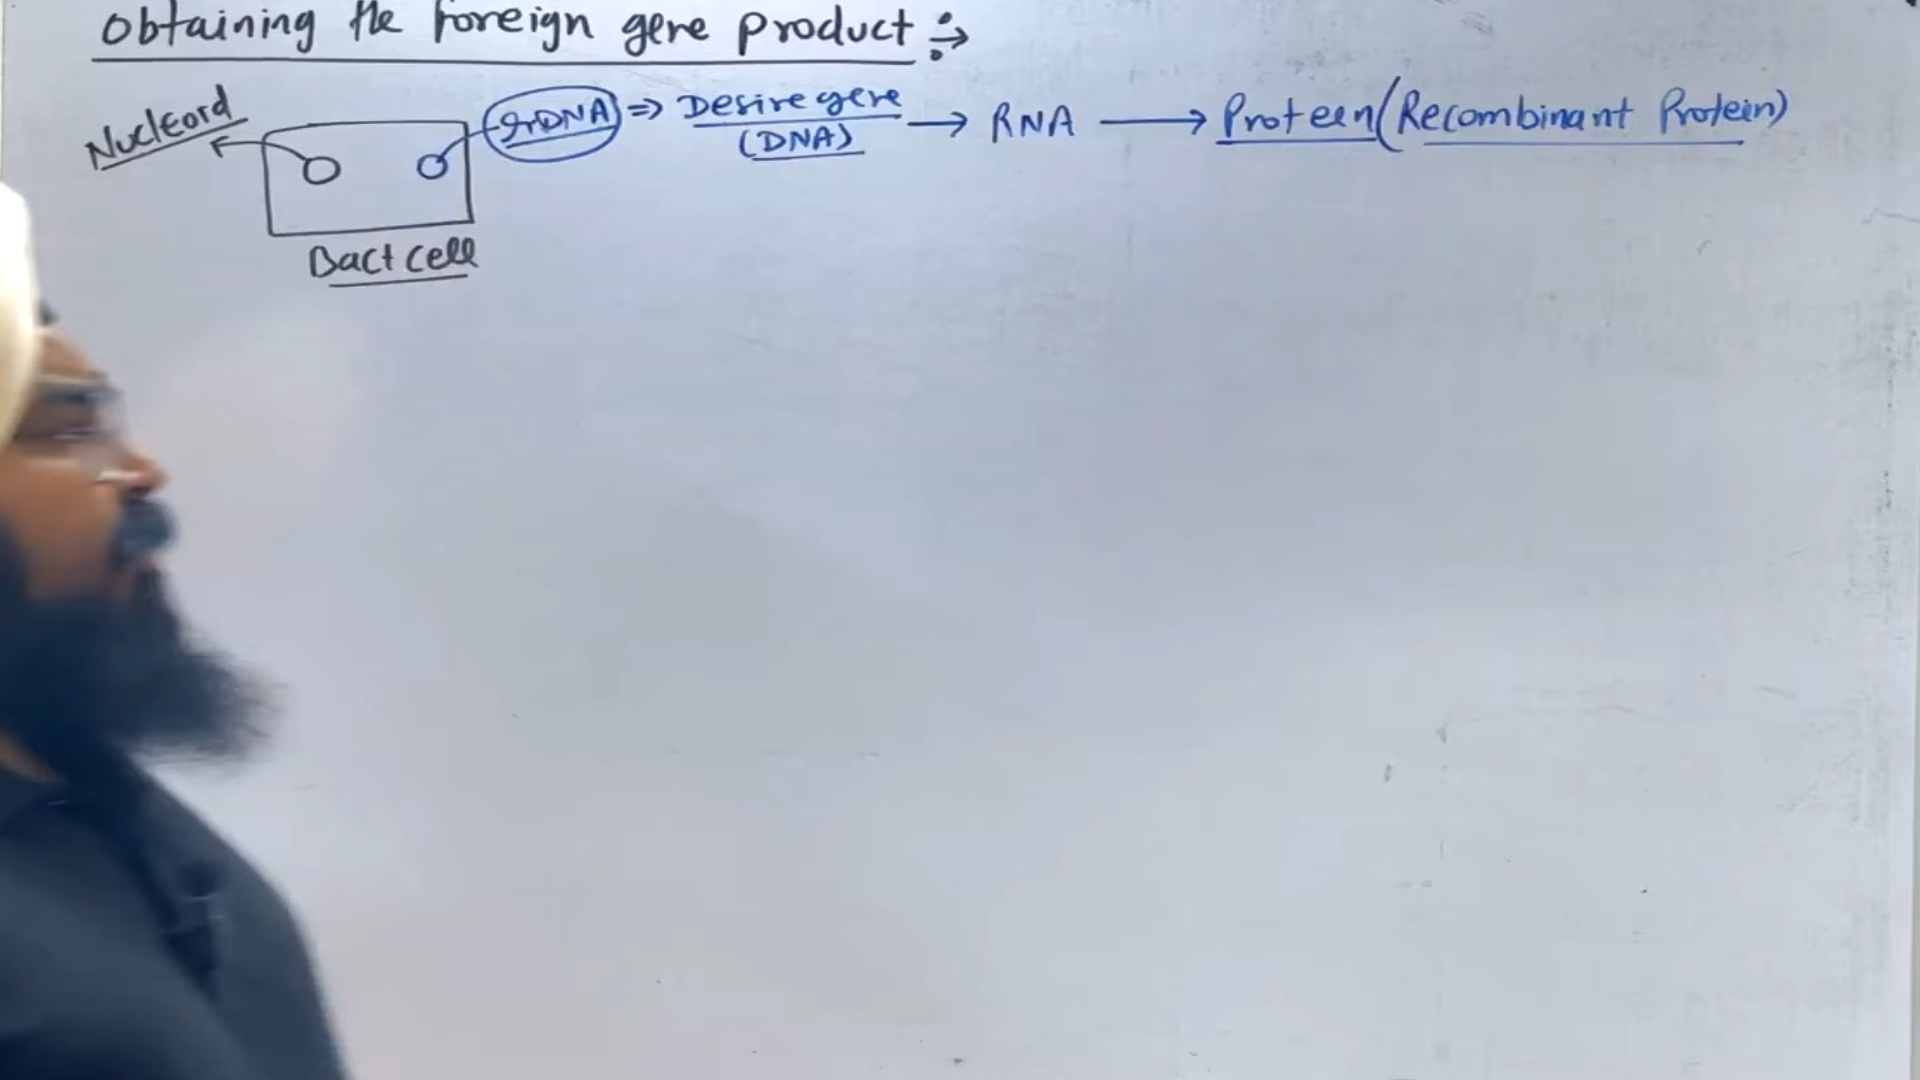 Obtaining the foreign gene product :→
Nucleoid
rDNA ⇒ Desire gene → RNA → Protein (Recombinant Protein)
(DNA)
Bact cell